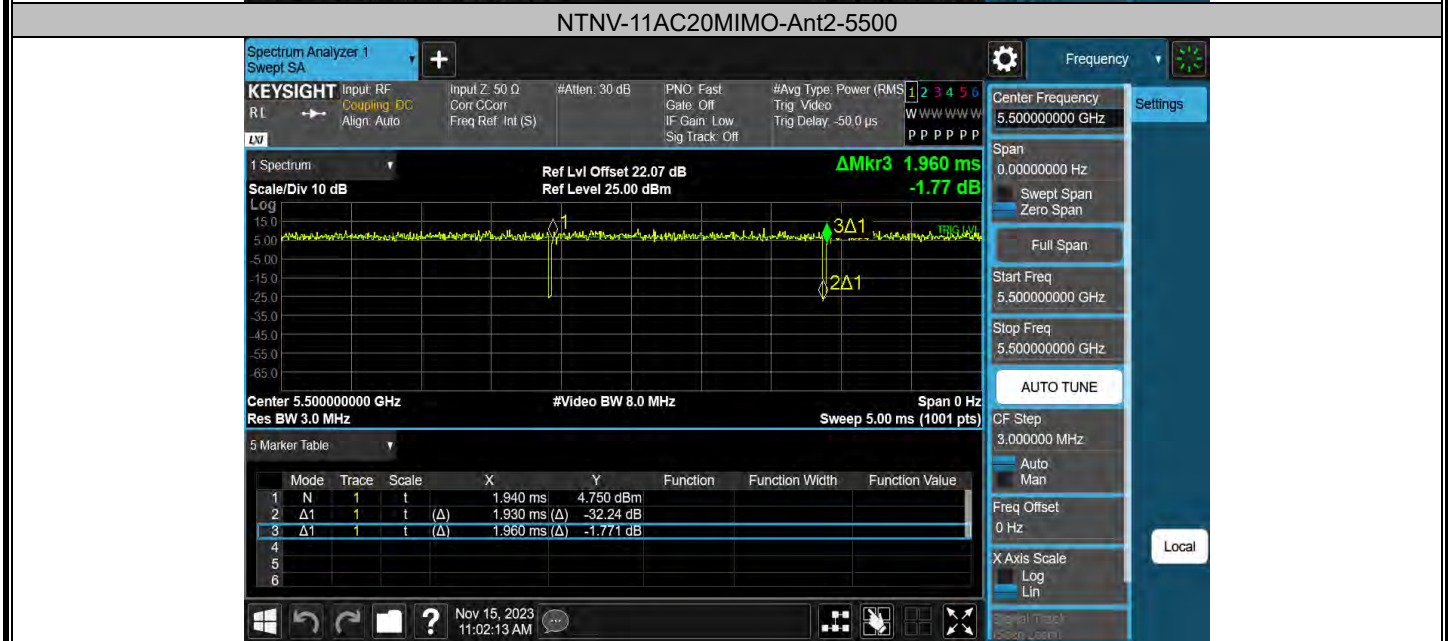 NTNV-11AC20MIMO-Ant2-5500
Spectrum Analyzer 1
Swept SA
+
Frequency
KEYSIGHT
RL
LXI
Input: RF
Coupling: DC
Align: Auto
Input Z: 50 Ω
Corr CCorr
Freq Ref: Int (S)
#Atten: 30 dB
PNO: Fast
Gate: Off
IF Gain: Low
Sig Track: Off
#Avg Type: Power (RMS
Trig: Video
Trig Delay: -50.0 µs
1 2 3 4 5 6
W W W W W W
P P P P P P
Center Frequency
5.500000000 GHz
Settings
Span
0.00000000 Hz
Swept Span
Zero Span
Full Span
Start Freq
5.500000000 GHz
Stop Freq
5.500000000 GHz
AUTO TUNE
CF Step
3.000000 MHz
Auto
Man
Freq Offset
0 Hz
X Axis Scale
Log
Lin
Signal Track
(Span Zoom)
Local
1 Spectrum
Scale/Div 10 dB
Ref Lvl Offset 22.07 dB
Ref Level 25.00 dBm
ΔMkr3 1.960 ms
-1.77 dB
Log
15.0
5.00
-5.00
-15.0
-25.0
-35.0
-45.0
-55.0
-65.0
1
3Δ1
TRIG LVL
2Δ1
Center 5.500000000 GHz
Res BW 3.0 MHz
#Video BW 8.0 MHz
Span 0 Hz
Sweep 5.00 ms (1001 pts)
5 Marker Table
Mode Trace Scale X Y Function Function Width Function Value
1 N 1 t 1.940 ms 4.750 dBm
2 Δ1 1 t (Δ) 1.930 ms (Δ) -32.24 dB
3 Δ1 1 t (Δ) 1.960 ms (Δ) -1.771 dB
4
5
6
?
Nov 15, 2023
11:02:13 AM